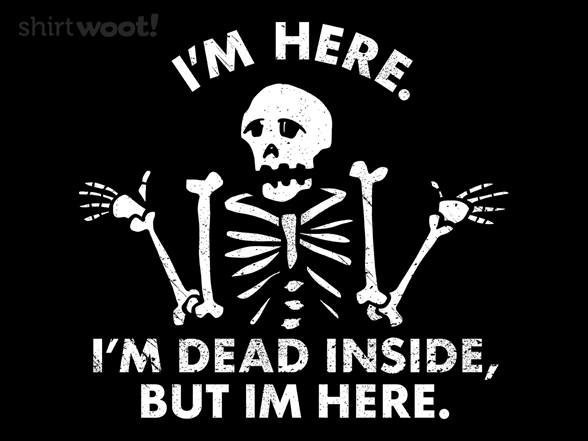 shirtwoot!
I'M HERE.
I'M DEAD INSIDE,
BUT IM HERE.